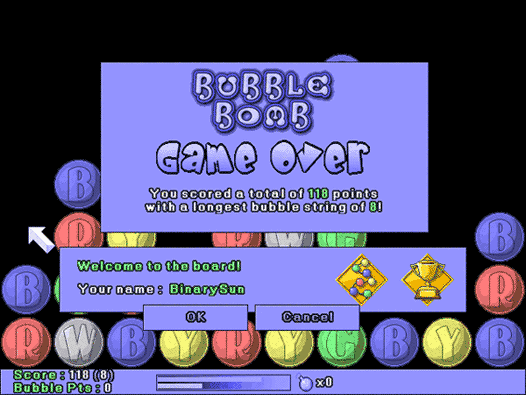 BUBBLE
BOMB
Game Over
You scored a total of 118 points
with a longest bubble string of 8!
B
B
R
Y
R
W
G
Welcome to the board!
Your name : BinarySun
B
R
OK
Cancel
R
W
B
Y
R
Y
G
B
Y
B
Score : 118 (8)
Bubble Pts : 0
x0